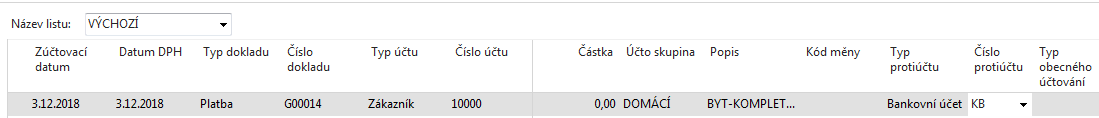 Název listu: VÝCHOZÍ
Zúčtovací datum Datum DPH Typ dokladu Číslo dokladu Typ účtu Číslo účtu Částka Účto skupina Popis Kód měny Typ protiúčtu Číslo protiúčtu Typ obecného účtování
3.12.2018 3.12.2018 Platba G00014 Zákazník 10000 0,00 DOMÁCÍ BYT-KOMPLET... Bankovní účet KB